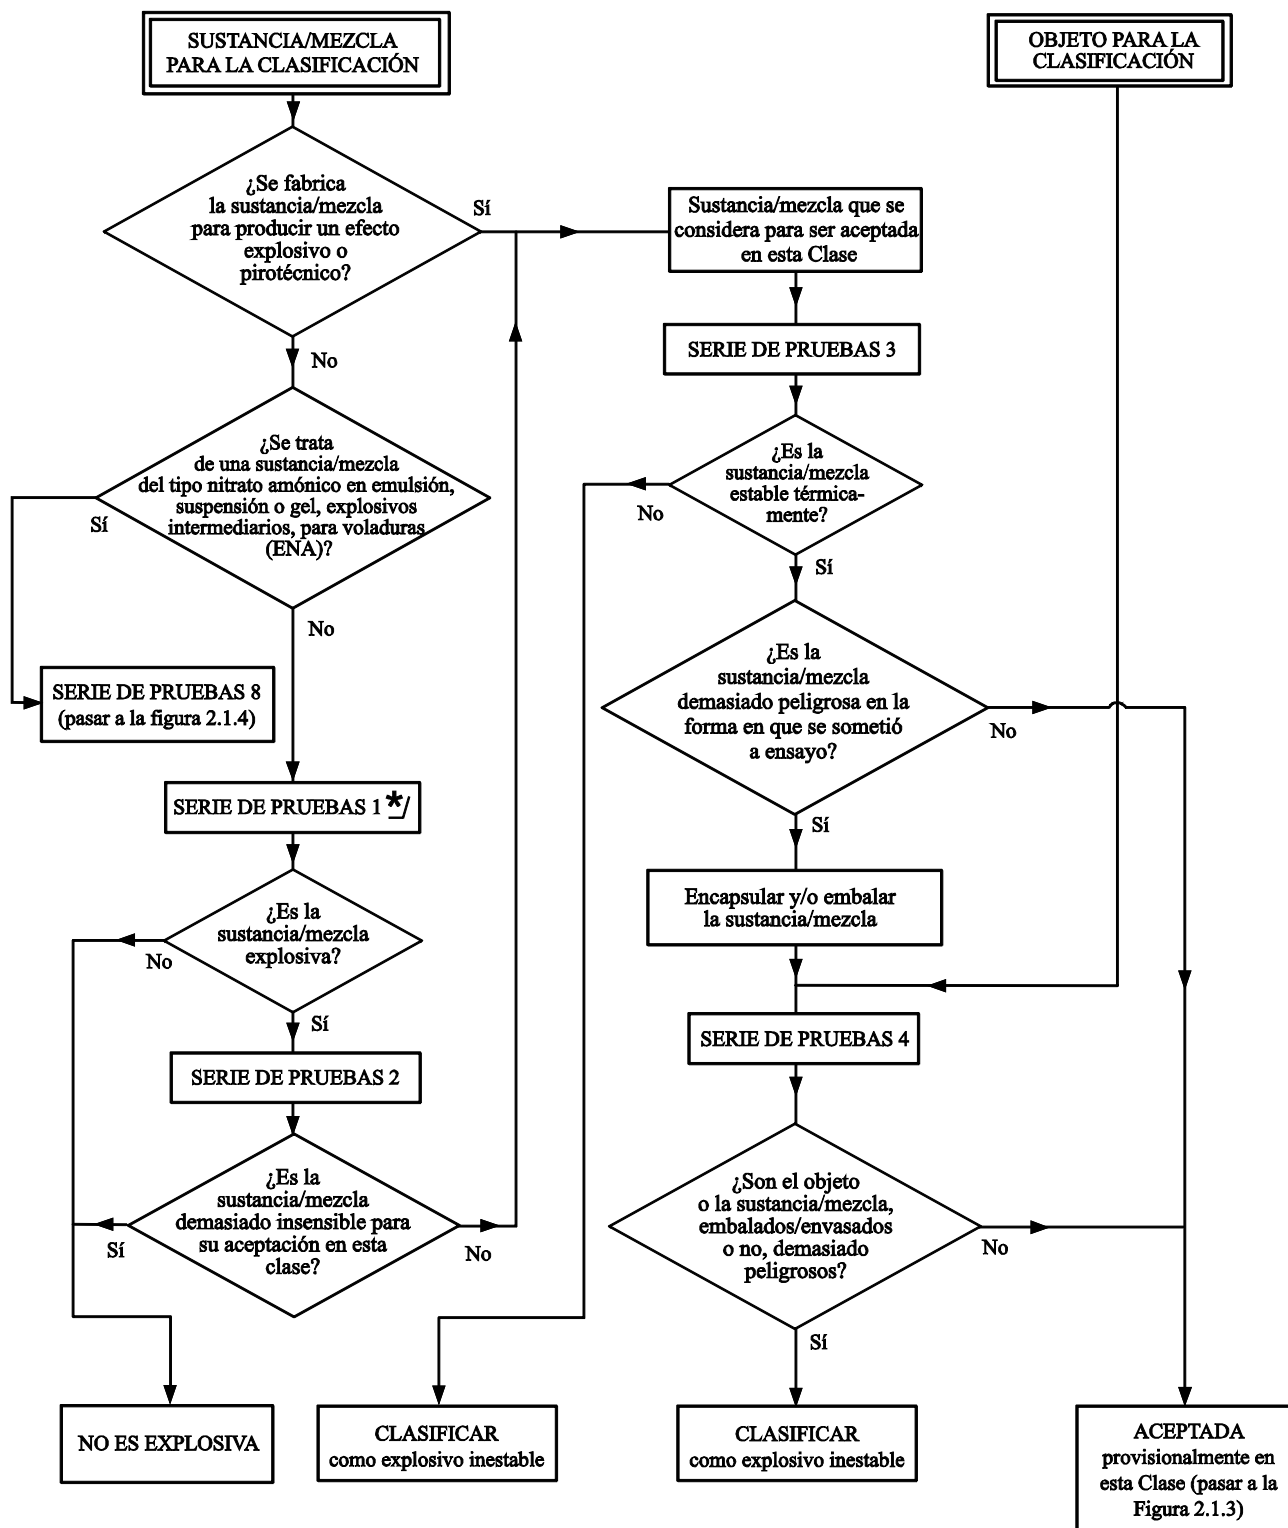 SUSTANCIA/MEZCLA
PARA LA CLASIFICACIÓN
OBJETO PARA LA
CLASIFICACIÓN
¿Se fabrica
la sustancia/mezcla
para producir un efecto
explosivo o
pirotécnico?
Sí
No
Sustancia/mezcla que se
considera para ser aceptada
en esta Clase
SERIE DE PRUEBAS 3
¿Se trata
de una sustancia/mezcla
del tipo nitrato amónico en emulsión,
suspensión o gel, explosivos
intermediarios, para voladuras
(ENA)?
Sí
No
¿Es la
sustancia/mezcla
estable térmica-
mente?
No
Sí
SERIE DE PRUEBAS 8
(pasar a la figura 2.1.4)
¿Es la
sustancia/mezcla
demasiado peligrosa en la
forma en que se sometió
a ensayo?
No
Sí
SERIE DE PRUEBAS 1 */
¿Es la
sustancia/mezcla
explosiva?
No
Sí
Encapsular y/o embalar
la sustancia/mezcla
SERIE DE PRUEBAS 2
SERIE DE PRUEBAS 4
¿Es la
sustancia/mezcla
demasiado insensible para
su aceptación en esta
clase?
Sí
No
¿Son el objeto
o la sustancia/mezcla,
embalados/envasados
o no, demasiado
peligrosos?
No
Sí
NO ES EXPLOSIVA
CLASIFICAR
como explosivo inestable
CLASIFICAR
como explosivo inestable
ACEPTADA
provisionalmente en
esta Clase (pasar a la
Figura 2.1.3)